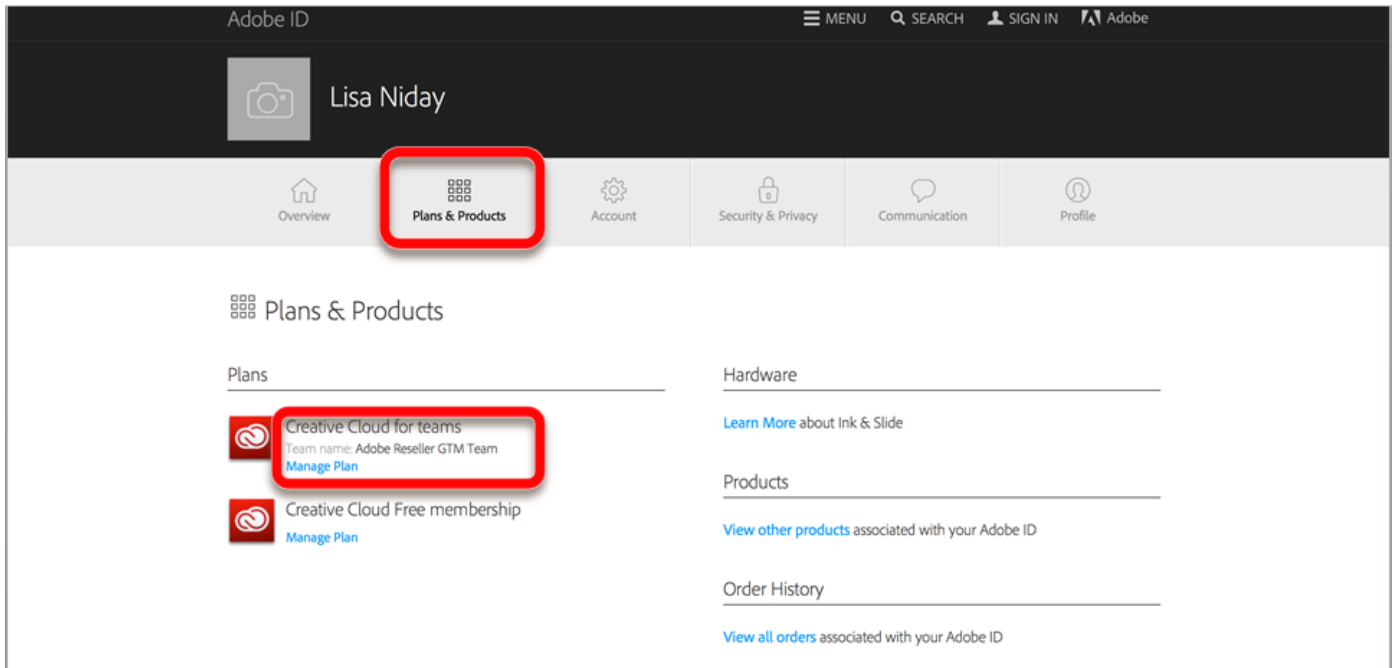 Adobe ID
MENU SEARCH SIGN IN Adobe
Lisa Niday
Overview
Plans & Products
Account
Security & Privacy
Communication
Profile
Plans & Products
Plans
Creative Cloud for teams
Team name: Adobe Reseller GTM Team
Manage Plan
Creative Cloud Free membership
Manage Plan
Hardware
Learn More about Ink & Slide
Products
View other products associated with your Adobe ID
Order History
View all orders associated with your Adobe ID